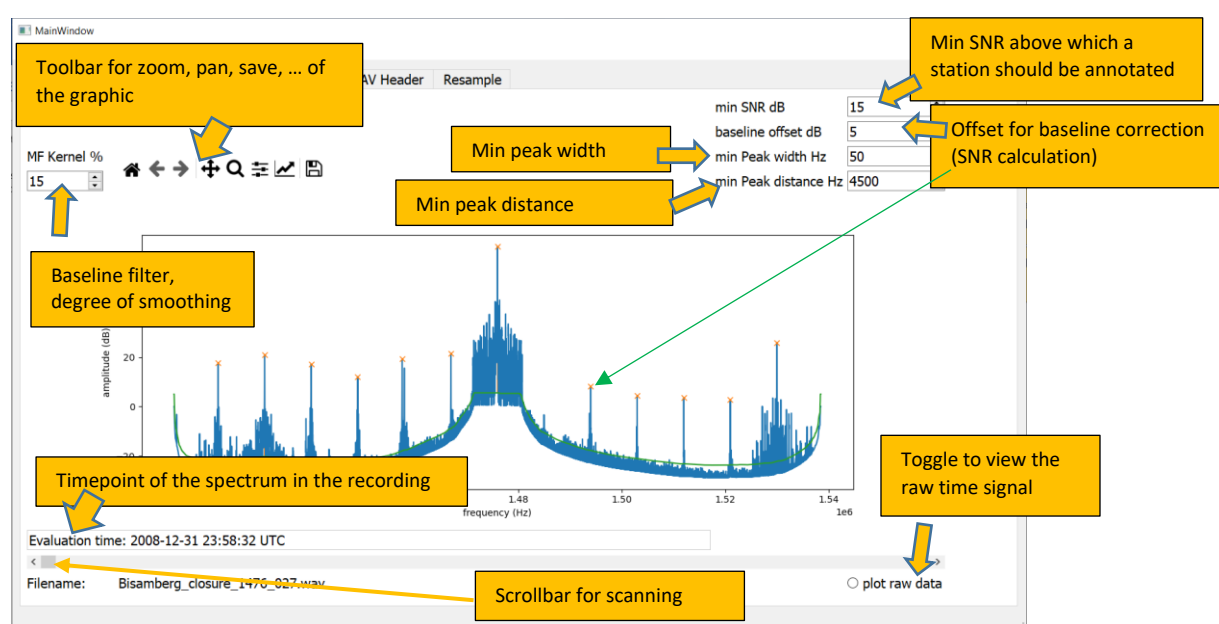 MainWindow
Toolbar for zoom, pan, save, … of
the graphic
AV Header
Resample
Min SNR above which a
station should be annotated
min SNR dB
15
baseline offset dB
5
Offset for baseline correction
(SNR calculation)
Min peak width
min Peak width Hz
50
Min peak distance
min Peak distance Hz
4500
MF Kernel %
15
Baseline filter,
degree of smoothing
amplitude (dB)
20
0
Timepoint of the spectrum in the recording
1.48
1.50
1.52
1.54
frequency (Hz)
1e6
Toggle to view the
raw time signal
Evaluation time: 2008-12-31 23:58:32 UTC
Filename:
Bisamberg_closure_1476_027.wav
Scrollbar for scanning
plot raw data